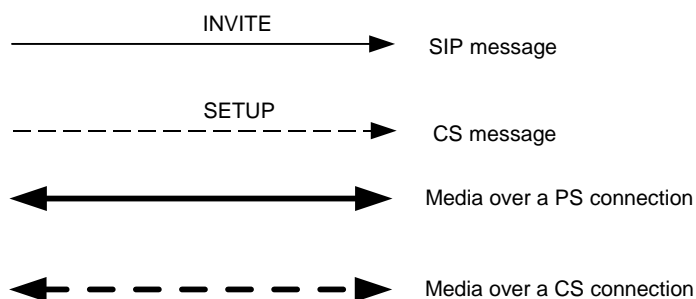 INVITE
SIP message
SETUP
CS message
Media over a PS connection
Media over a CS connection